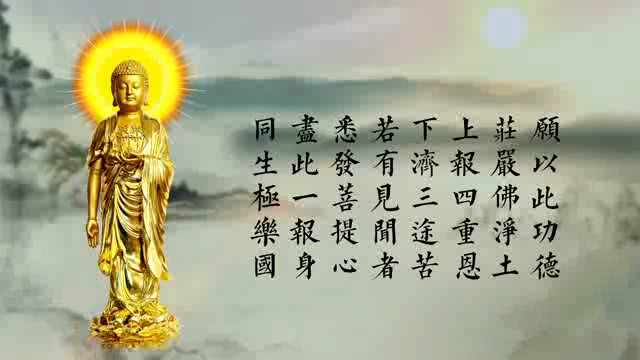 願以此功德
莊嚴佛淨土
上報四重恩
下濟三途苦
若有見聞者
悉發菩提心
盡此一報身
同生極樂國